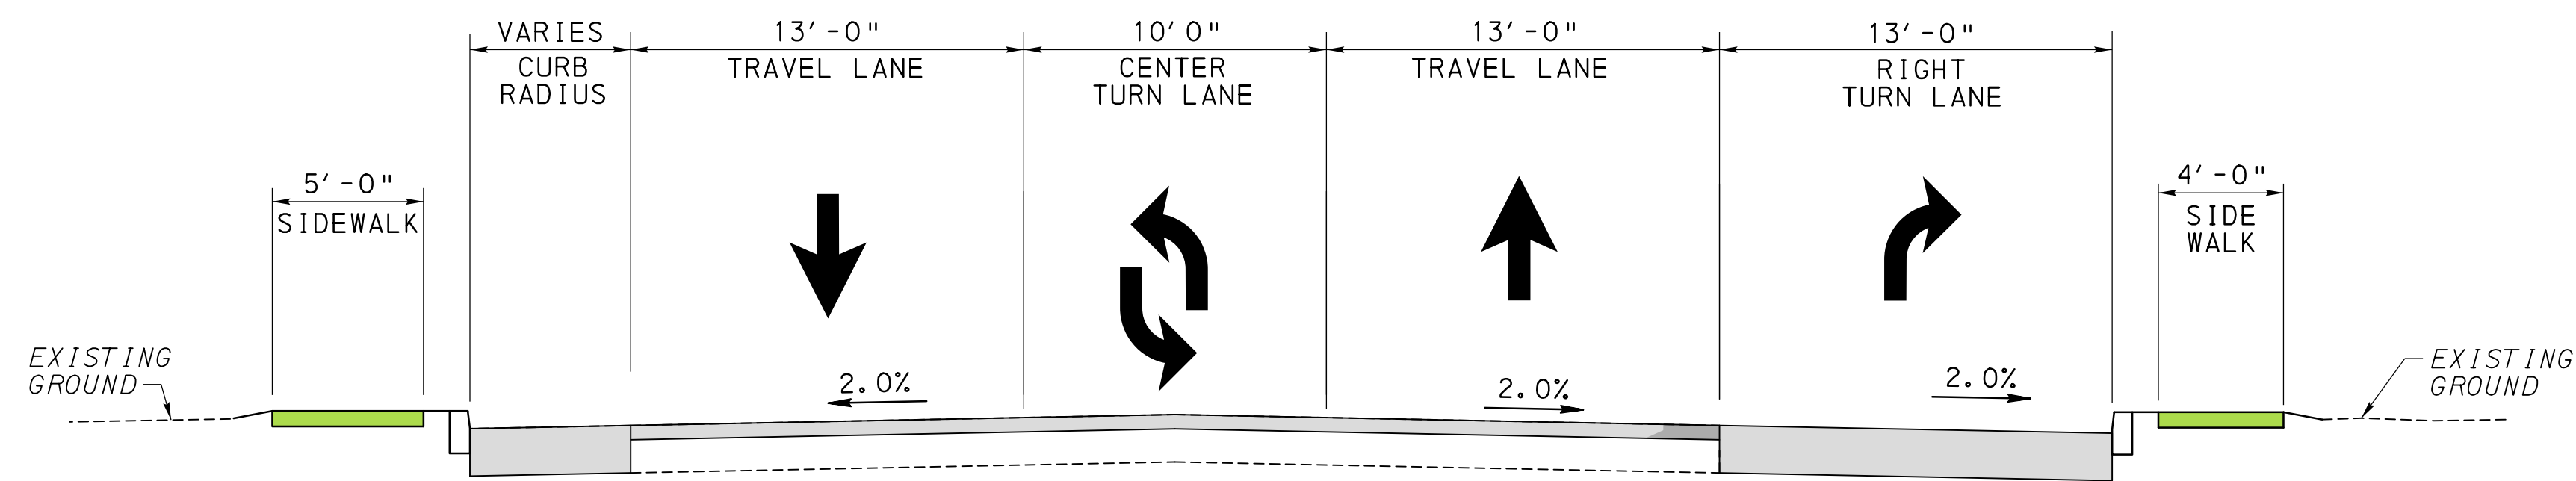 VARIES
CURB
RADIUS
13'-0"
TRAVEL LANE
10'0"
CENTER
TURN LANE
13'-0"
TRAVEL LANE
13'-0"
RIGHT
TURN LANE
5'-0"
SIDEWALK
4'-0"
SIDE
WALK
EXISTING
GROUND
2.0%
2.0%
2.0%
EXISTING
GROUND